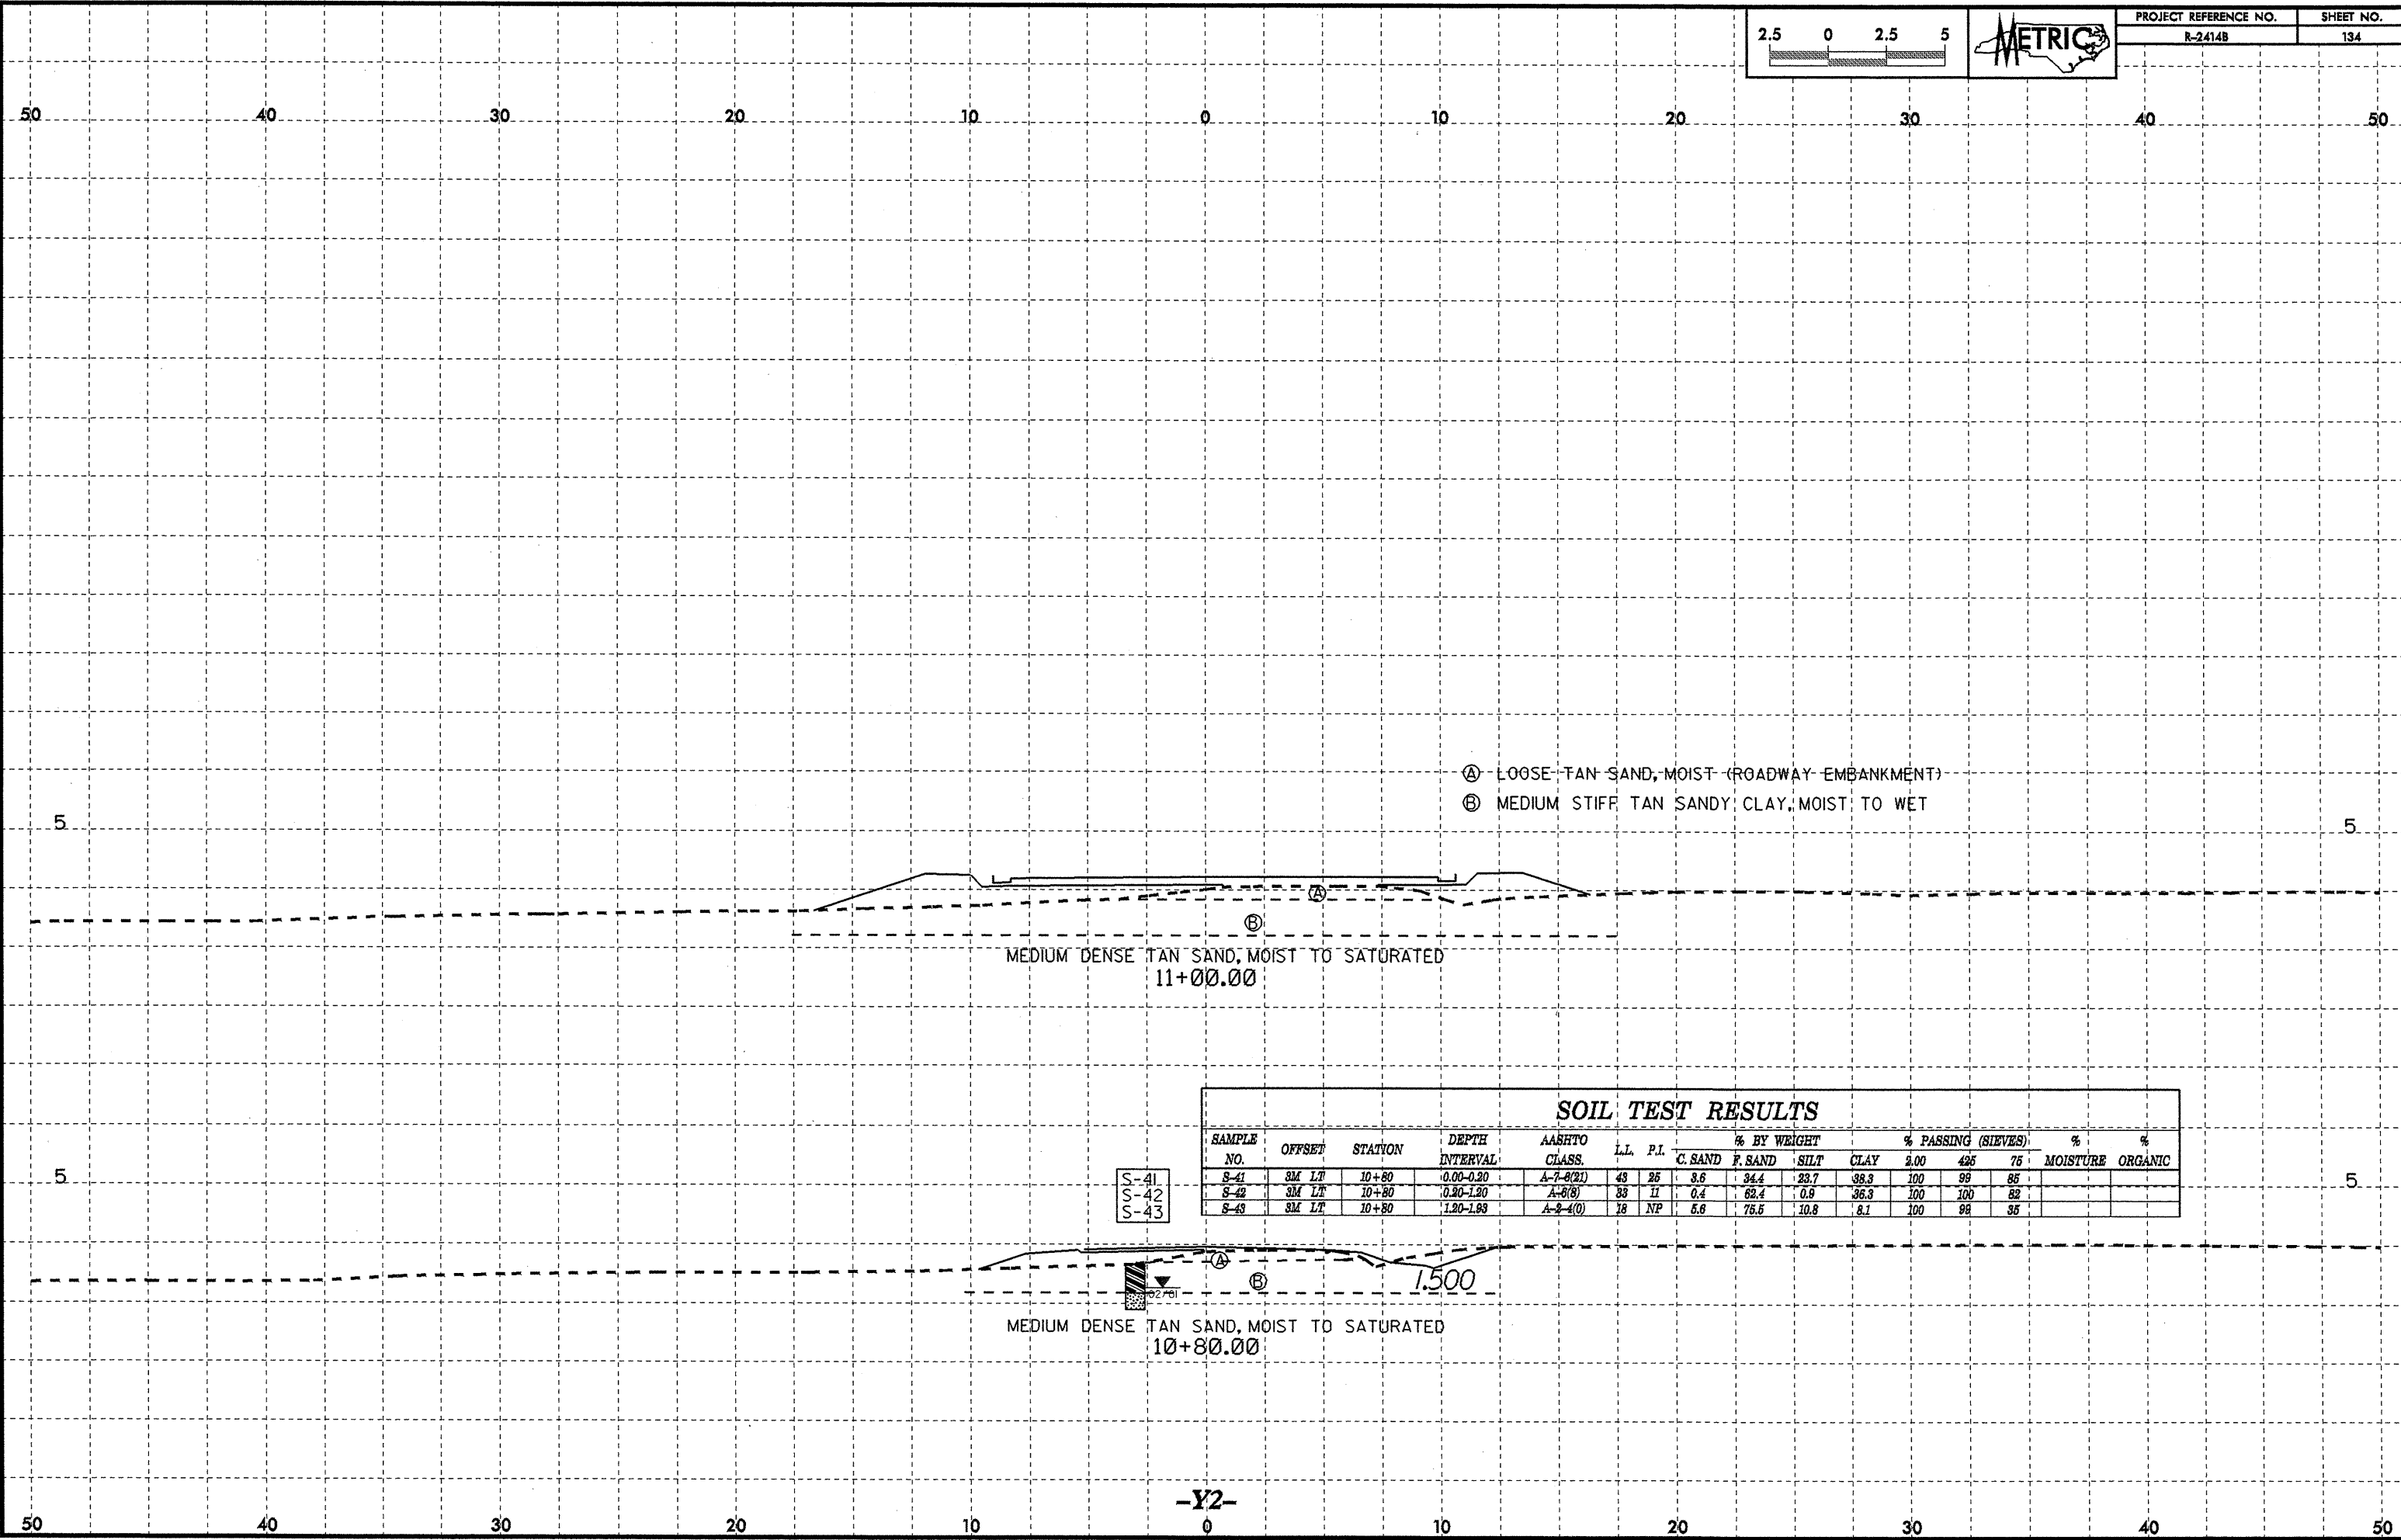 PROJECT REFERENCE NO. SHEET NO.
R-2414B 134
2.5 0 2.5 5
METRIC
50 40 30 20 10 0 10 20 30 40 50
Ⓐ LOOSE TAN SAND, MOIST (ROADWAY EMBANKMENT)
Ⓑ MEDIUM STIFF TAN SANDY CLAY, MOIST TO WET
5 5
A
B
MEDIUM DENSE TAN SAND, MOIST TO SATURATED
11+00.00
SOIL TEST RESULTS
SAMPLE NO. OFFSET STATION DEPTH INTERVAL AASHTO CLASS. L.L. P.I. % BY WEIGHT % PASSING (SIEVES) % MOISTURE % ORGANIC
C. SAND F. SAND SILT CLAY 2.00 425 75
S-41 3M LT 10+80 0.00-0.20 A-7-6(21) 43 25 3.6 34.4 23.7 38.3 100 99 85
S-42 3M LT 10+80 0.20-1.20 A-6(8) 33 11 0.4 62.4 0.9 36.3 100 100 82
S-43 3M LT 10+80 1.20-1.93 A-2-4(0) 18 NP 5.6 75.5 10.8 8.1 100 99 35
5 5
S-41
S-42
S-43
A
B
1.500
02/01
MEDIUM DENSE TAN SAND, MOIST TO SATURATED
10+80.00
-Y2-
50 40 30 20 10 0 10 20 30 40 50